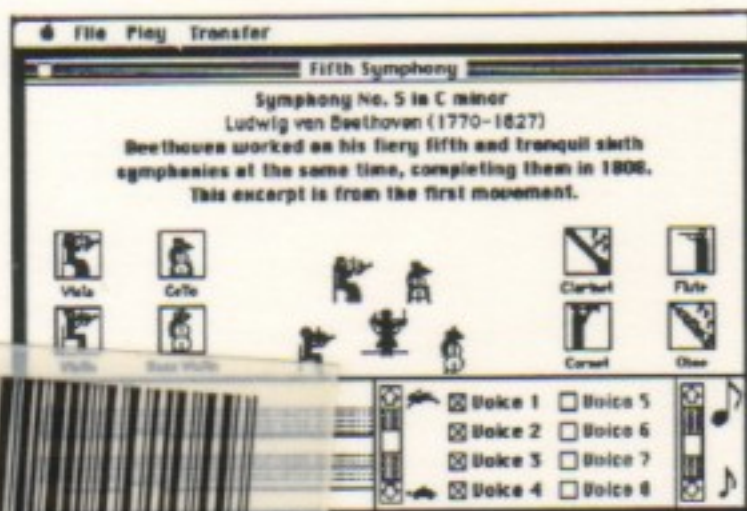 File Play Transfer
Fifth Symphony
Symphony No. 5 in C minor
Ludwig van Beethoven (1770-1827)
Beethoven worked on his fiery fifth and tranquil sixth
symphonies at the same time, completing them in 1808.
This excerpt is from the first movement.
Viola Cello Clarinet Flute
Violin Bass Violin Cornet Oboe
Voice 1 Voice 5
Voice 2 Voice 6
Voice 3 Voice 7
Voice 4 Voice 8